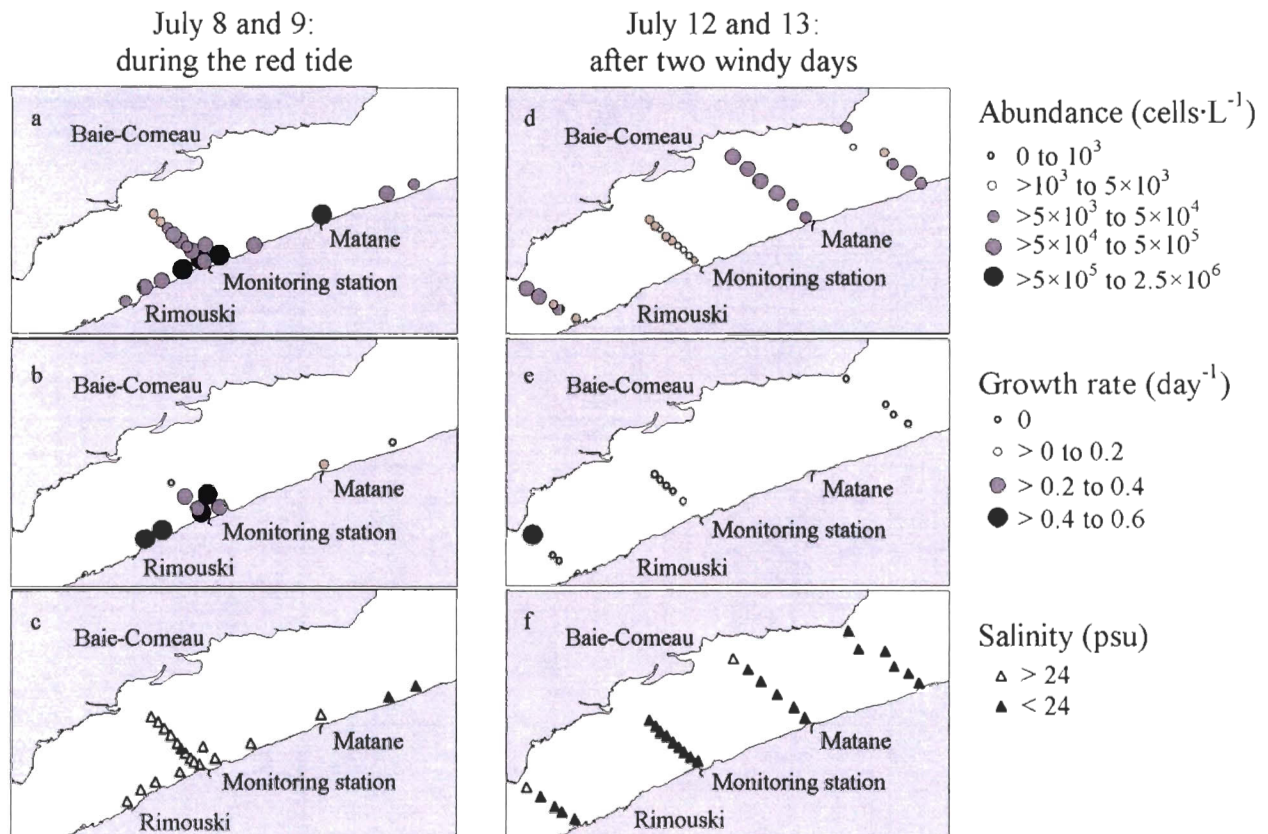 July 8 and 9:
during the red tide
July 12 and 13:
after two windy days
a
Baie-Comeau
Matane
Monitoring station
Rimouski
b
Baie-Comeau
Matane
Monitoring station
Rimouski
c
Baie-Comeau
Matane
Monitoring station
Rimouski
d
Baie-Comeau
Matane
Monitoring station
Rimouski
e
Baie-Comeau
Matane
Monitoring station
Rimouski
f
Baie-Comeau
Matane
Monitoring station
Rimouski
Abundance (cells·L⁻¹)
0 to 10³
>10³ to 5×10³
>5×10³ to 5×10⁴
>5×10⁴ to 5×10⁵
>5×10⁵ to 2.5×10⁶
Growth rate (day⁻¹)
0
> 0 to 0.2
> 0.2 to 0.4
> 0.4 to 0.6
Salinity (psu)
> 24
< 24